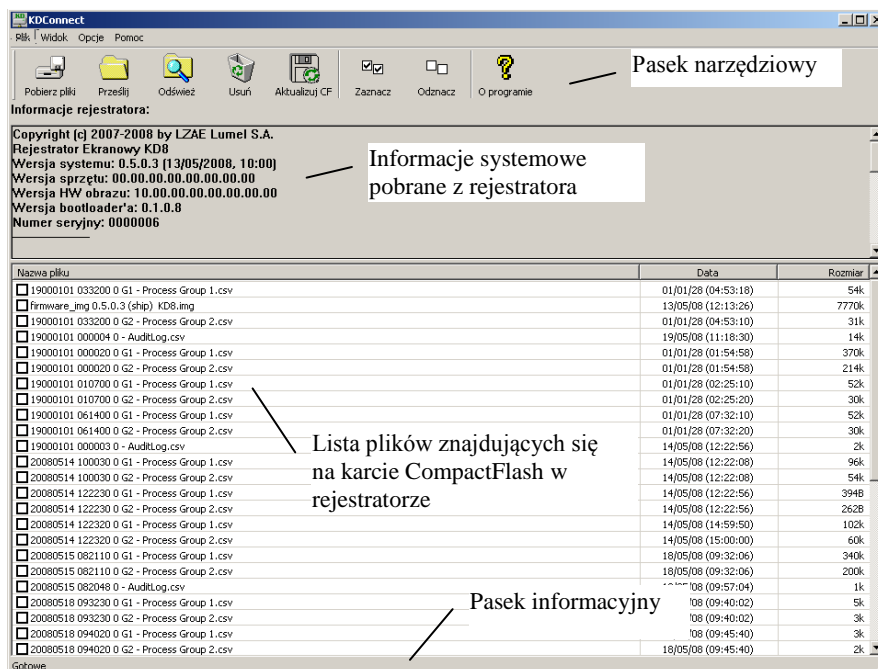 KDConnect
Plik Widok Opcje Pomoc
Pobierz pliki Prześlij Odśwież Usuń Aktualizuj CF Zaznacz Odznacz O programie
Pasek narzędziowy
Informacje rejestratora:
Copyright (c) 2007-2008 by LZAE Lumel S.A.
Rejestrator Ekranowy KD8
Wersja systemu: 0.5.0.3 (13/05/2008, 10:00)
Wersja sprzętu: 00.00.00.00.00.00.00.00
Wersja HW obrazu: 10.00.00.00.00.00.00.00
Wersja bootloader'a: 0.1.0.8
Numer seryjny: 0000006
Informacje systemowe
pobrane z rejestratora
Nazwa pliku Data Rozmiar
19000101 033200 0 G1 - Process Group 1.csv 01/01/28 (04:53:18) 54k
firmware_img 0.5.0.3 (ship) KD8.img 13/05/08 (12:13:26) 7770k
19000101 033200 0 G2 - Process Group 2.csv 01/01/28 (04:53:10) 31k
19000101 000004 0 - AuditLog.csv 19/05/08 (11:18:30) 14k
19000101 000020 0 G1 - Process Group 1.csv 01/01/28 (01:54:58) 370k
19000101 000020 0 G2 - Process Group 2.csv 01/01/28 (01:54:58) 214k
19000101 010700 0 G1 - Process Group 1.csv 01/01/28 (02:25:10) 52k
19000101 010700 0 G2 - Process Group 2.csv 01/01/28 (02:25:20) 30k
19000101 061400 0 G1 - Process Group 1.csv 01/01/28 (07:32:10) 52k
19000101 061400 0 G2 - Process Group 2.csv 01/01/28 (07:32:20) 30k
19000101 000003 0 - AuditLog.csv 14/05/08 (12:22:56) 2k
20080514 100030 0 G1 - Process Group 1.csv 14/05/08 (12:22:08) 96k
20080514 100030 0 G2 - Process Group 2.csv 14/05/08 (12:22:08) 54k
20080514 122230 0 G1 - Process Group 1.csv 14/05/08 (12:22:56) 394B
20080514 122230 0 G2 - Process Group 2.csv 14/05/08 (12:22:56) 262B
20080514 122320 0 G1 - Process Group 1.csv 14/05/08 (14:59:50) 102k
20080514 122320 0 G2 - Process Group 2.csv 14/05/08 (15:00:00) 60k
20080515 082110 0 G1 - Process Group 1.csv 18/05/08 (09:32:06) 340k
20080515 082110 0 G2 - Process Group 2.csv 18/05/08 (09:32:06) 200k
20080515 082048 0 - AuditLog.csv (09:57:04) 1k
20080518 093230 0 G1 - Process Group 1.csv /08 (09:40:02) 5k
20080518 093230 0 G2 - Process Group 2.csv /08 (09:40:02) 3k
20080518 094020 0 G1 - Process Group 1.csv /08 (09:45:40) 3k
20080518 094020 0 G2 - Process Group 2.csv 18/05/08 (09:45:40) 2k
Lista plików znajdujących się
na karcie CompactFlash w
rejestratorze
Pasek informacyjny
Gotowe